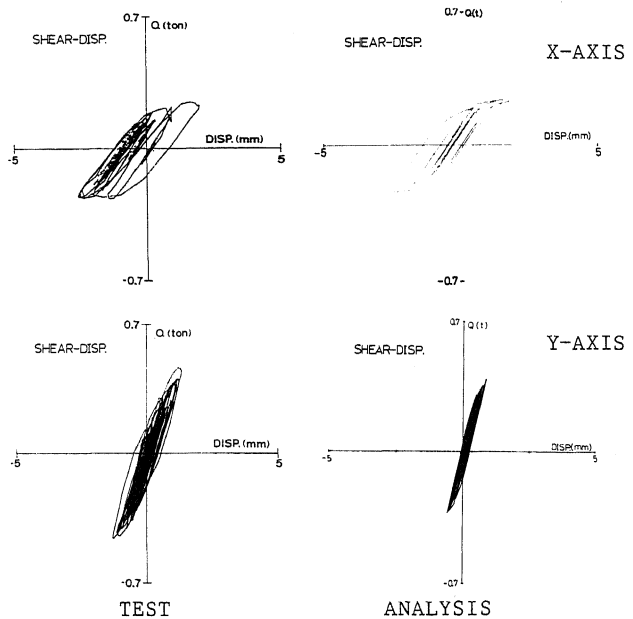 0.7 Q (ton)
SHEAR-DISP.
DISP. (mm)
-5 5
-0.7
0.7 Q(t)
SHEAR-DISP.
X-AXIS
DISP. (mm)
-5 5
-0.7
0.7 Q (ton)
SHEAR-DISP.
DISP. (mm)
-5 5
-0.7
0.7 Q (t)
SHEAR-DISP.
Y-AXIS
DISP.(mm)
-5 5
-0.7
TEST
ANALYSIS